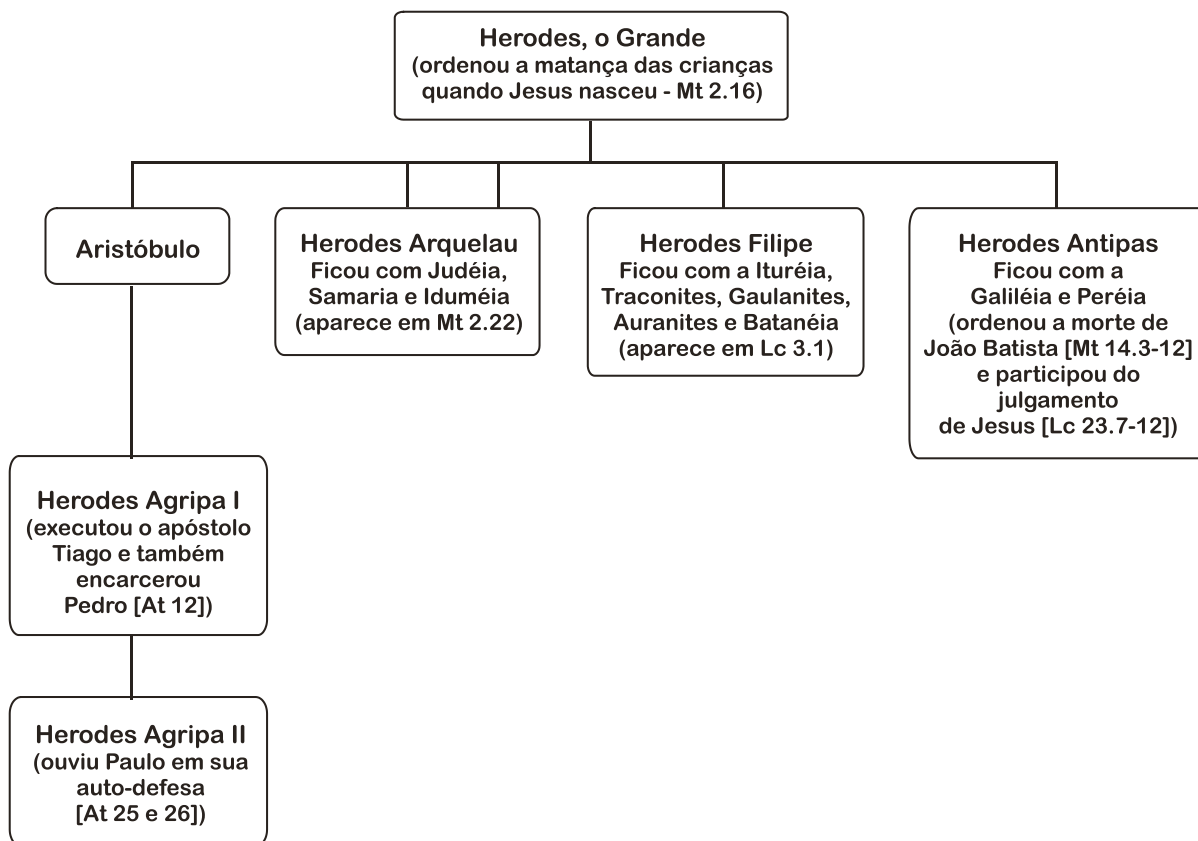 Herodes, o Grande
(ordenou a matança das crianças
quando Jesus nasceu - Mt 2.16)
Aristóbulo
Herodes Arquelau
Ficou com Judéia,
Samaria e Iduméia
(aparece em Mt 2.22)
Herodes Filipe
Ficou com a Ituréia,
Traconites, Gaulanites,
Auranites e Batanéia
(aparece em Lc 3.1)
Herodes Antipas
Ficou com a
Galiléia e Peréia
(ordenou a morte de
João Batista [Mt 14.3-12]
e participou do
julgamento
de Jesus [Lc 23.7-12])
Herodes Agripa I
(executou o apóstolo
Tiago e também
encarcerou
Pedro [At 12])
Herodes Agripa II
(ouviu Paulo em sua
auto-defesa
[At 25 e 26])